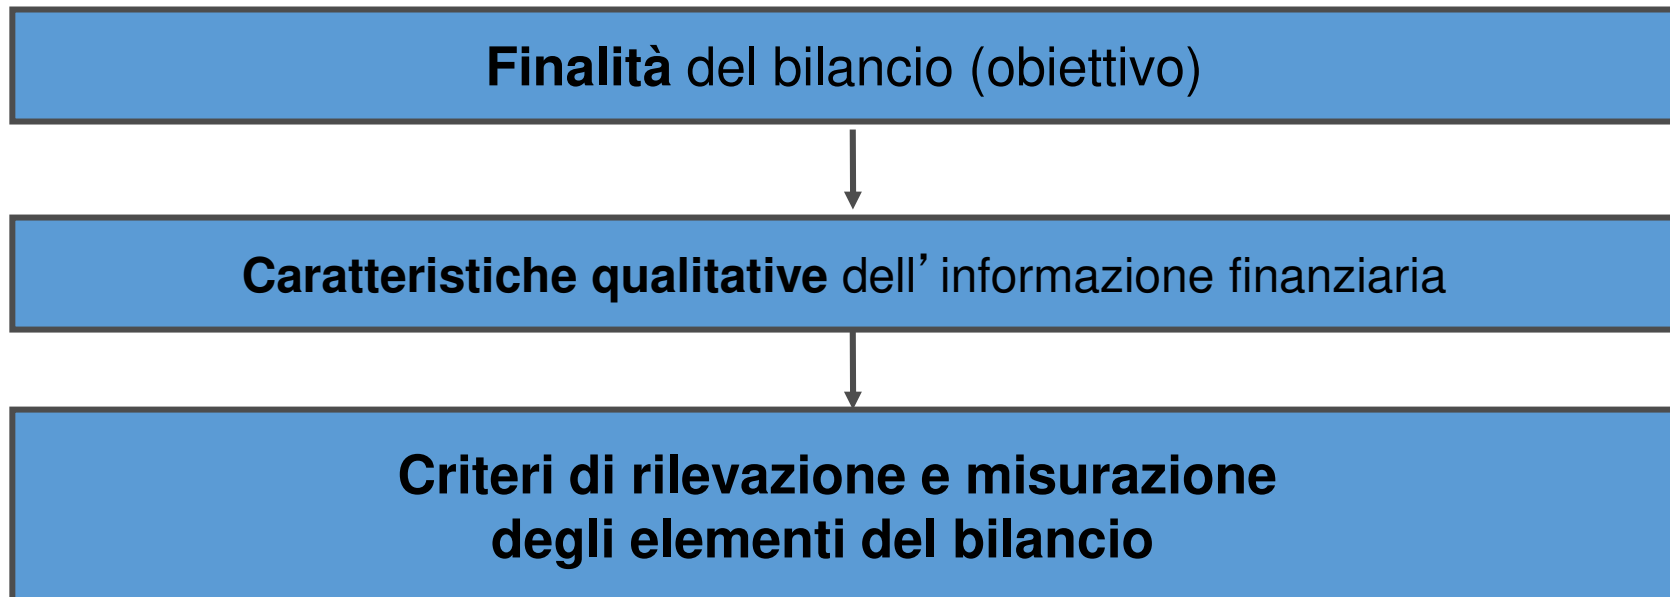 Finalità del bilancio (obiettivo)
Caratteristiche qualitative dell’informazione finanziaria
Criteri di rilevazione e misurazione
degli elementi del bilancio